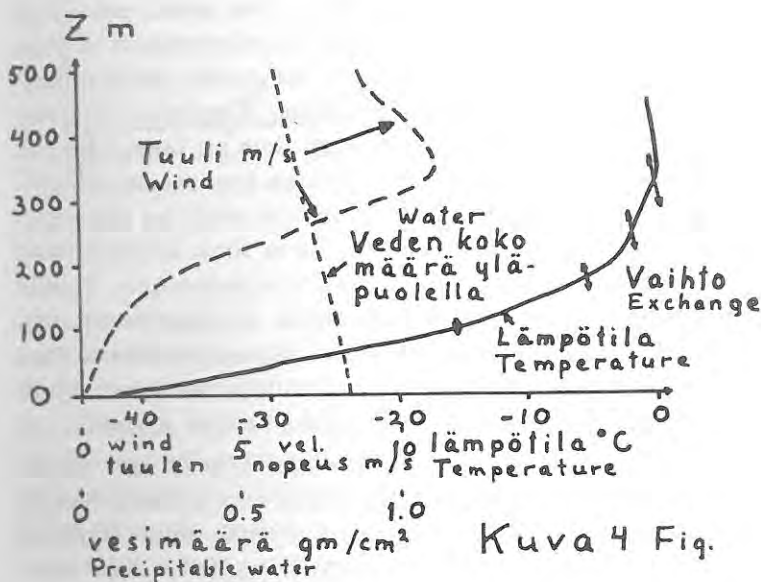 Z m
500
400
300
200
100
0
Tuuli m/s
Wind
Water
Veden koko
määrä ylä-
puolella
Vaihto
Exchange
Lämpötila
Temperature
-40 -30 -20 -10 0
0 5 10
wind vel. lämpötila °C
tuulen nopeus m/s Temperature
0 0.5 1.0
vesimäärä gm/cm²
Precipitable water
Kuva 4 Fig.